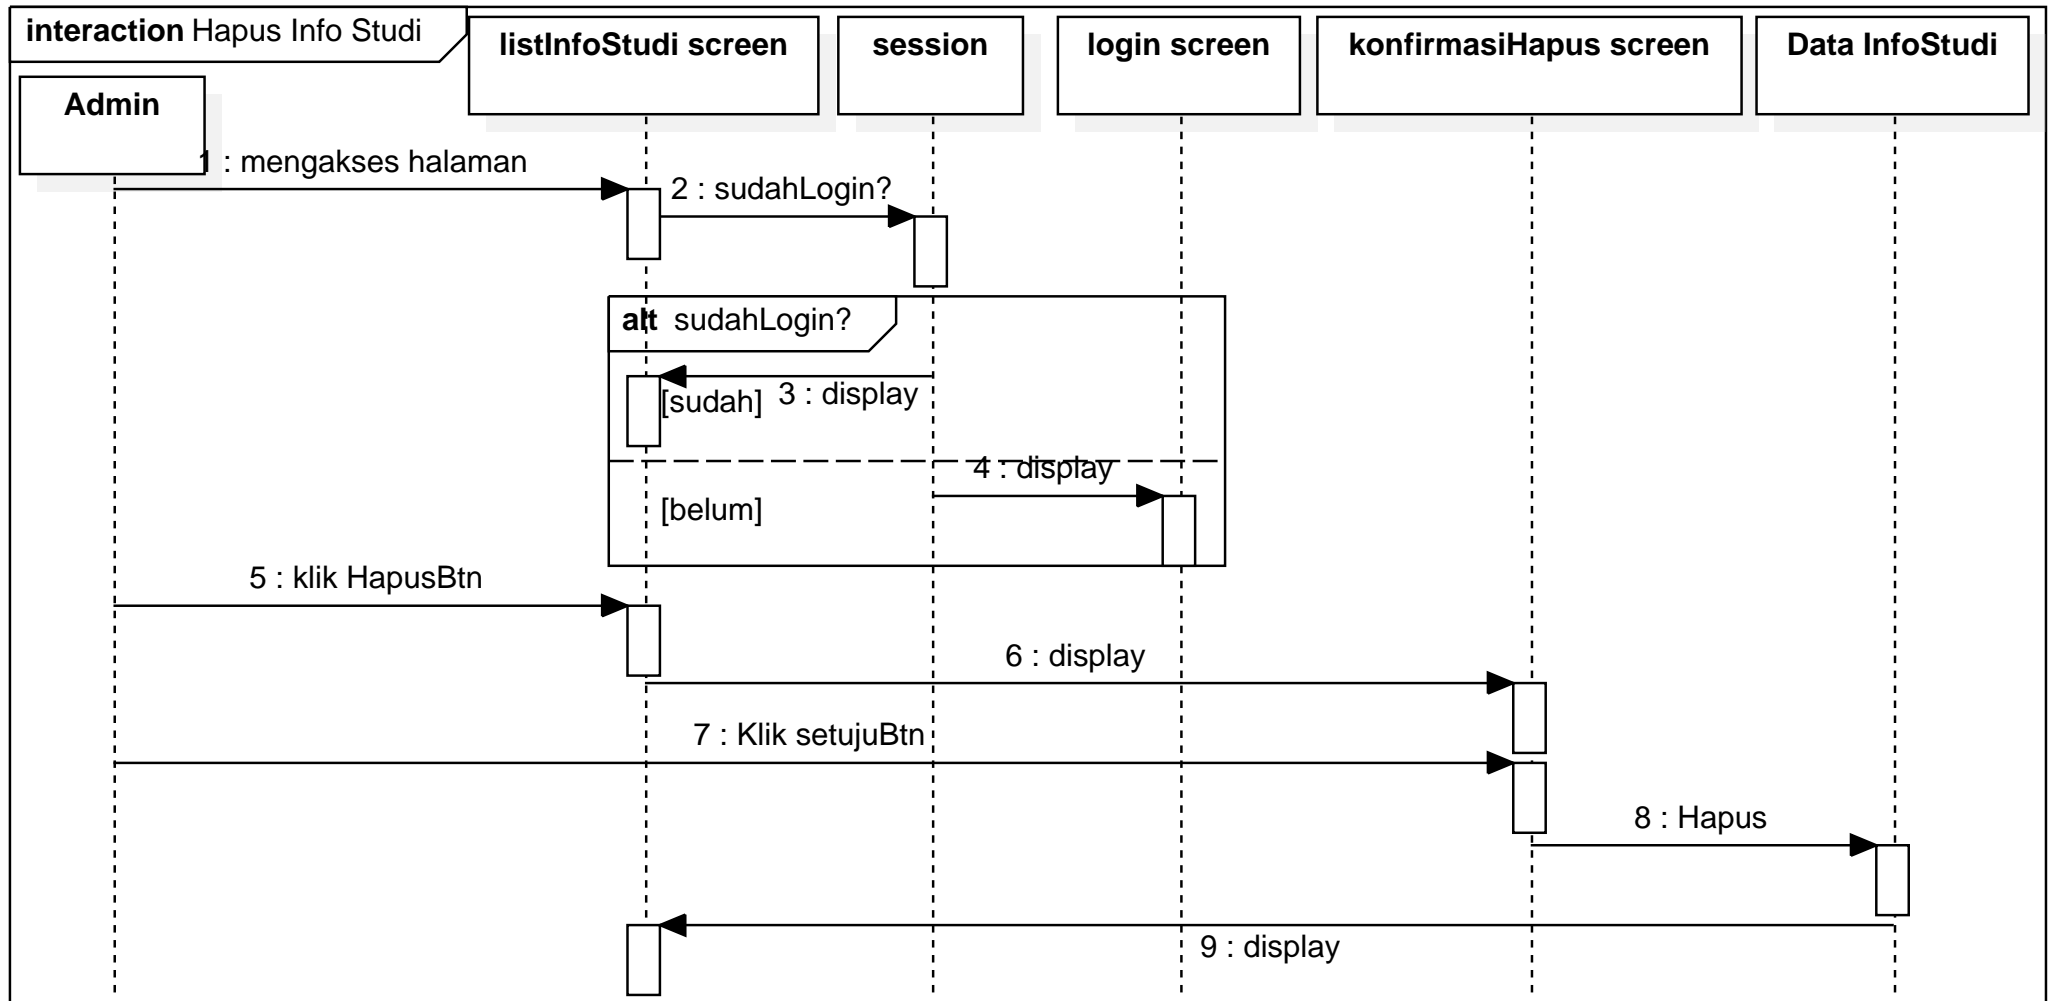 interaction Hapus Info Studi
listInfoStudi screen
session
login screen
konfirmasiHapus screen
Data InfoStudi
Admin
1 : mengakses halaman
2 : sudahLogin?
alt sudahLogin?
[sudah]
3 : display
4 : display
[belum]
5 : klik HapusBtn
6 : display
7 : Klik setujuBtn
8 : Hapus
9 : display